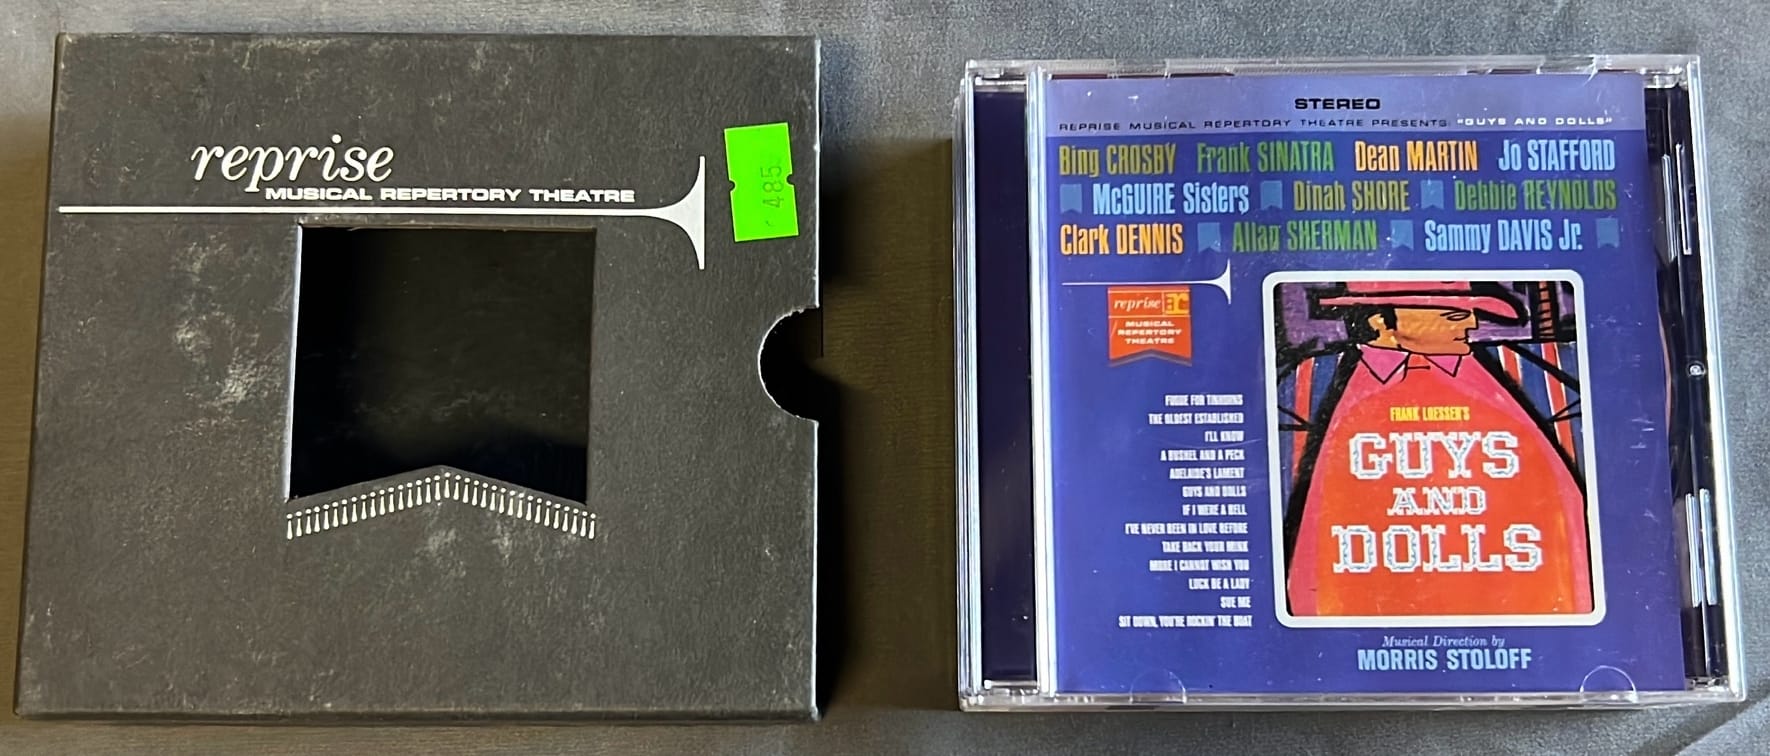 reprise
MUSICAL REPERTORY THEATRE
485
STEREO
REPRISE MUSICAL REPERTORY THEATRE PRESENTS "GUYS AND DOLLS"
Bing CROSBY Frank SINATRA Dean MARTIN Jo STAFFORD
McGUIRE Sisters Dinah SHORE Debbie REYNOLDS
Clark DENNIS Allan SHERMAN Sammy DAVIS Jr.
reprise
MUSICAL
REPERTORY
THEATRE
FUGUE FOR TINHORNS
THE OLDEST ESTABLISHED
I'LL KNOW
A BUSHEL AND A PECK
ADELAIDE'S LAMENT
GUYS AND DOLLS
IF I WERE A BELL
I'VE NEVER BEEN IN LOVE BEFORE
TAKE BACK YOUR MINK
MORE I CANNOT WISH YOU
LUCK BE A LADY
SUE ME
SIT DOWN, YOU'RE ROCKIN' THE BOAT
FRANK LOESSER'S
GUYS
AND
DOLLS
Musical Direction by
MORRIS STOLOFF